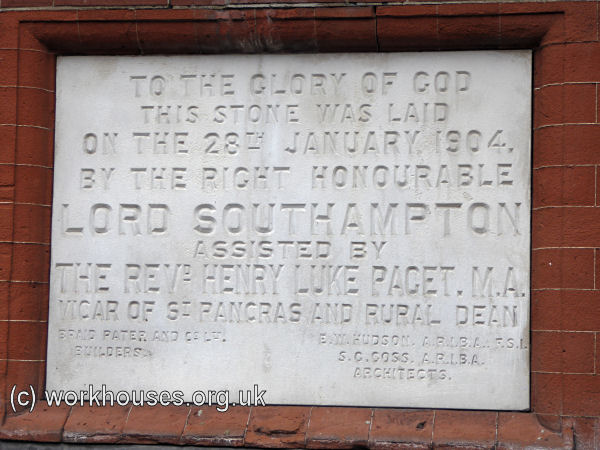 TO THE GLORY OF GOD
THIS STONE WAS LAID
ON THE 28TH JANUARY, 1904,
BY THE RIGHT HONOURABLE
LORD SOUTHAMPTON
ASSISTED BY
THE REVD HENRY LUKE PAGET, M.A.
VICAR OF ST PANCRAS AND RURAL DEAN
BRAID PATER AND CO LTD.
BUILDERS.
E.W. HUDSON, A.R.I.B.A., F.S.I.
S.C. GOSS, A.R.I.B.A.
ARCHITECTS.
(c) workhouses.org.uk